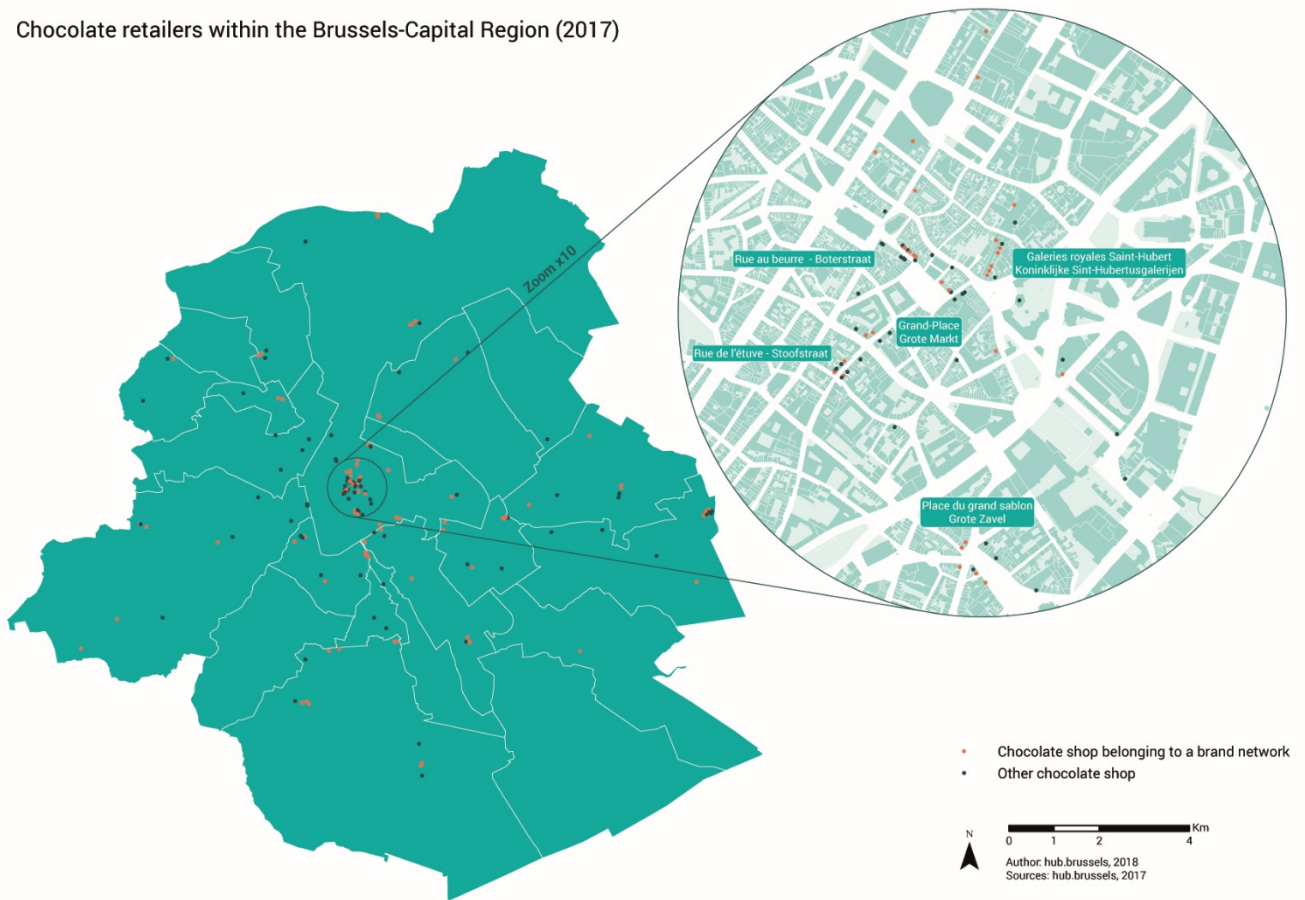 Chocolate retailers within the Brussels-Capital Region (2017)
Zoom x10
Rue au beurre - Boterstraat
Galeries royales Saint-Hubert
Koninklijke Sint-Hubertusgalerijen
Grand-Place
Grote Markt
Rue de l'étuve - Stoofstraat
Place du grand sablon
Grote Zavel
Chocolate shop belonging to a brand network
Other chocolate shop
N
Km
0 1 2 4
Author: hub.brussels, 2018
Sources: hub.brussels, 2017